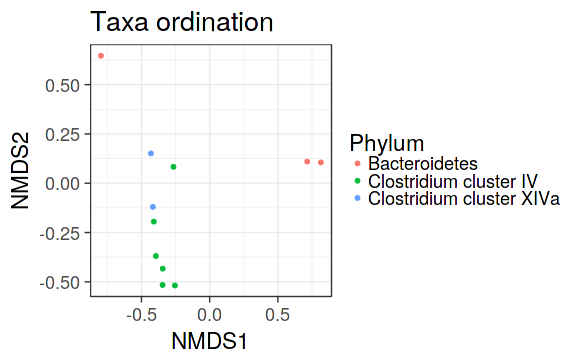 Taxa ordination
NMDS2
0.50
0.25
0.00
-0.25
-0.50
-0.5
0.0
0.5
NMDS1
Phylum
Bacteroidetes
Clostridium cluster IV
Clostridium cluster XIVa